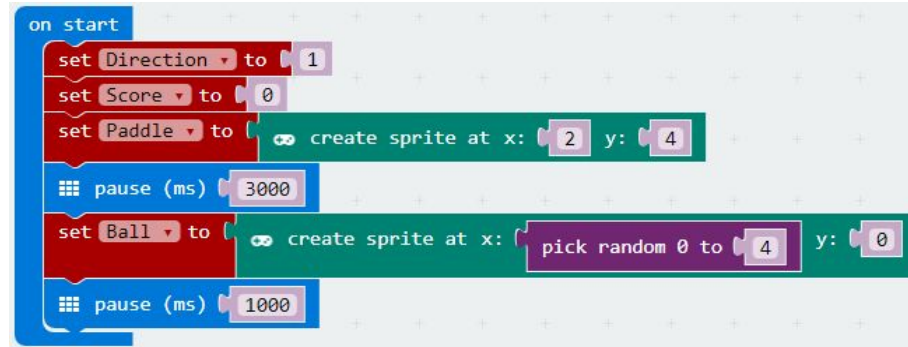 on start
set Direction to 1
set Score to 0
set Paddle to create sprite at x: 2 y: 4
pause (ms) 3000
set Ball to create sprite at x: pick random 0 to 4 y: 0
pause (ms) 1000